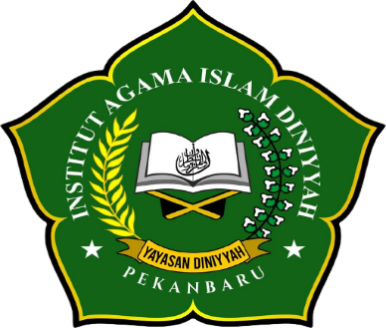 INSTITUT AGAMA ISLAM DINIYYAH
YAYASAN DINIYYAH
PEKANBARU